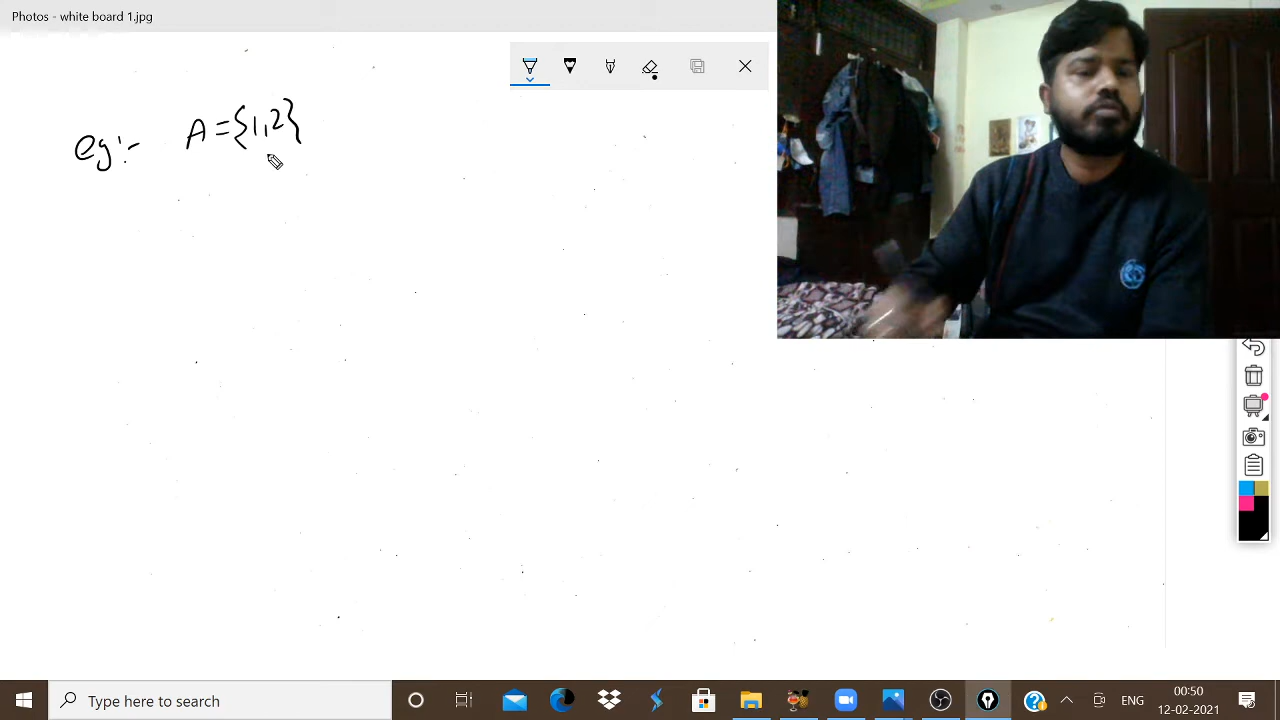 Photos - white board 1.jpg
eg:- A = {1,2}
Type here to search
ENG
00:50
12-02-2021